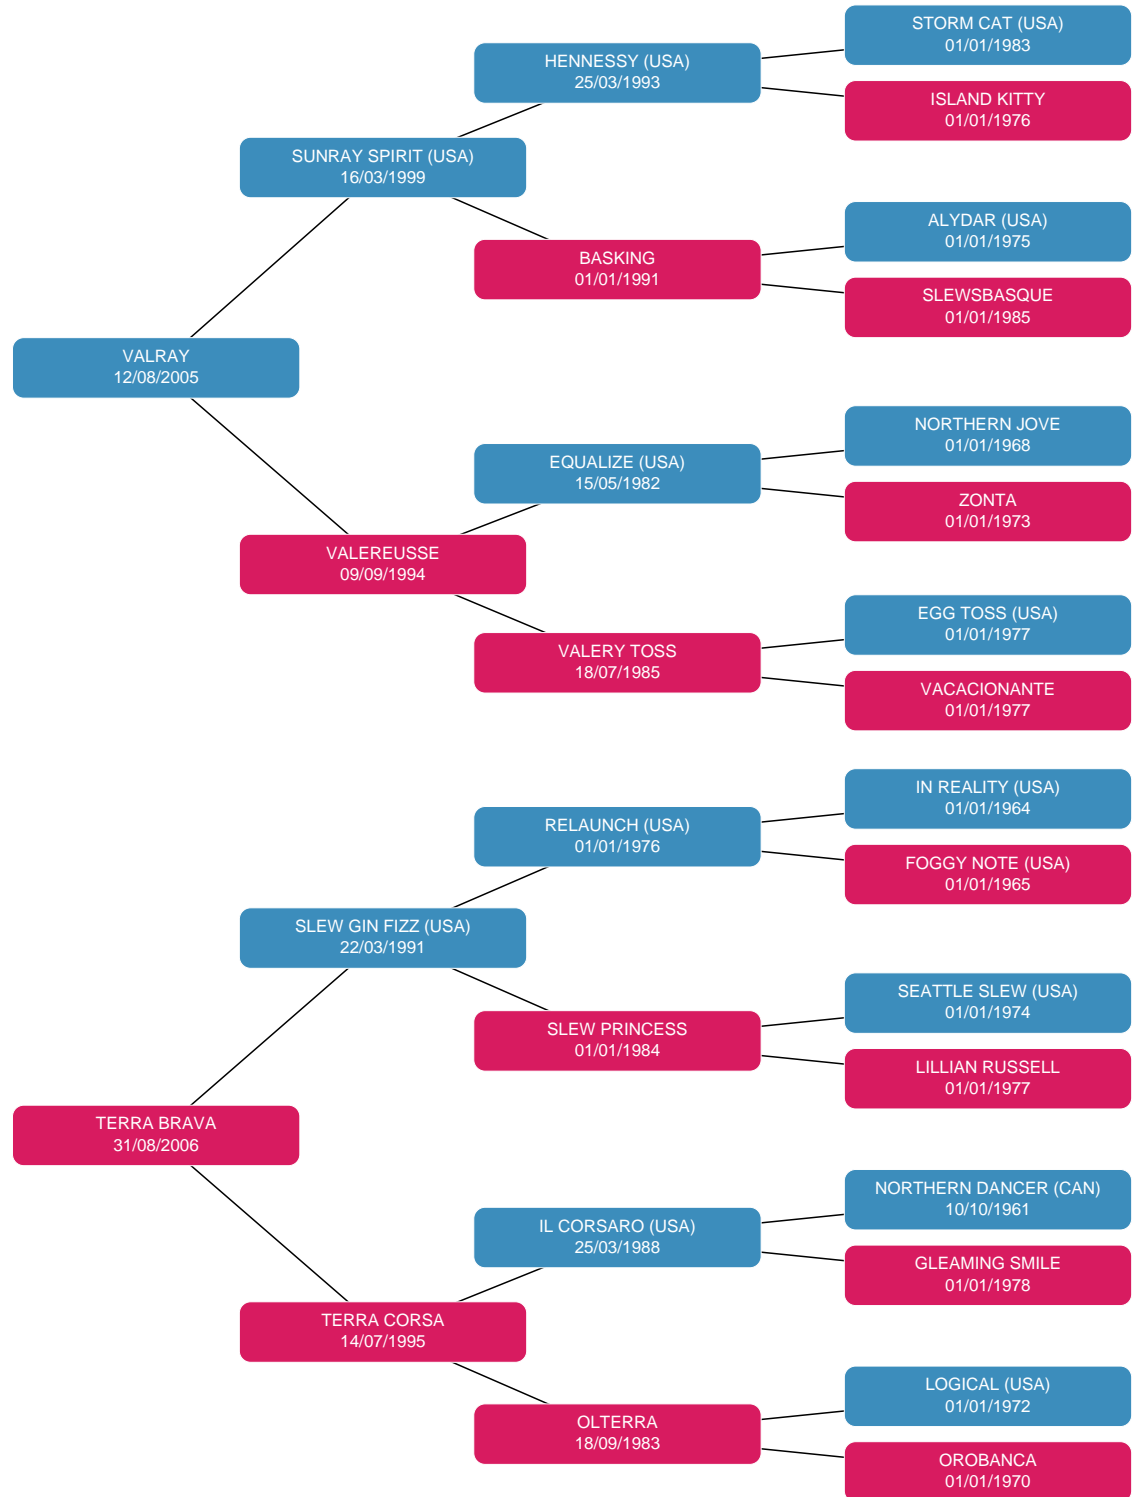 STORM CAT (USA)
01/01/1983
HENNESSY (USA)
25/03/1993
ISLAND KITTY
01/01/1976
SUNRAY SPIRIT (USA)
16/03/1999
ALYDAR (USA)
01/01/1975
BASKING
01/01/1991
SLEWSBASQUE
01/01/1985
VALRAY
12/08/2005
NORTHERN JOVE
01/01/1968
EQUALIZE (USA)
15/05/1982
ZONTA
01/01/1973
VALEREUSSE
09/09/1994
EGG TOSS (USA)
01/01/1977
VALERY TOSS
18/07/1985
VACACIONANTE
01/01/1977
IN REALITY (USA)
01/01/1964
RELAUNCH (USA)
01/01/1976
FOGGY NOTE (USA)
01/01/1965
SLEW GIN FIZZ (USA)
22/03/1991
SEATTLE SLEW (USA)
01/01/1974
SLEW PRINCESS
01/01/1984
LILLIAN RUSSELL
01/01/1977
TERRA BRAVA
31/08/2006
NORTHERN DANCER (CAN)
10/10/1961
IL CORSARO (USA)
25/03/1988
GLEAMING SMILE
01/01/1978
TERRA CORSA
14/07/1995
LOGICAL (USA)
01/01/1972
OLTERRA
18/09/1983
OROBANCA
01/01/1970